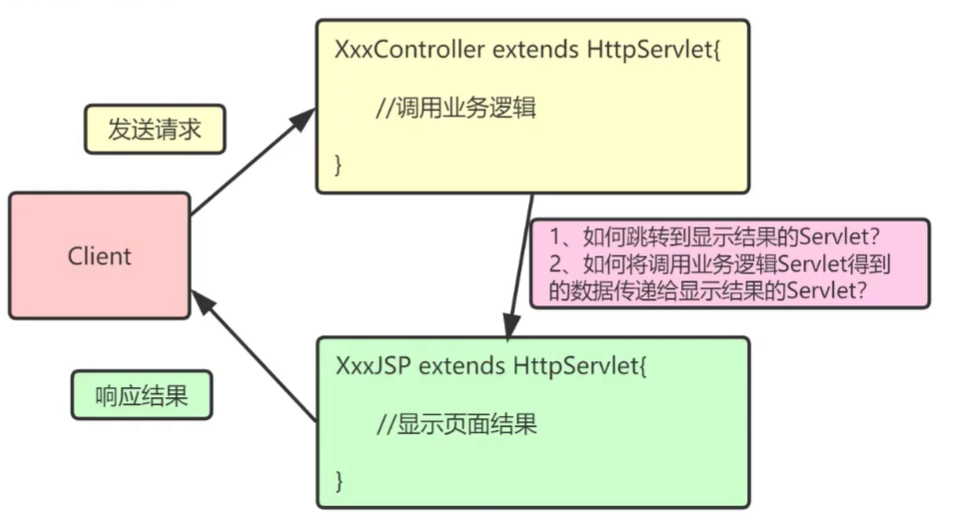 XxxController extends HttpServlet{
//调用业务逻辑
}
发送请求
Client
1、如何跳转到显示结果的Servlet?
2、如何将调用业务逻辑Servlet得到
的数据传递给显示结果的Servlet?
XxxJSP extends HttpServlet{
//显示页面结果
}
响应结果